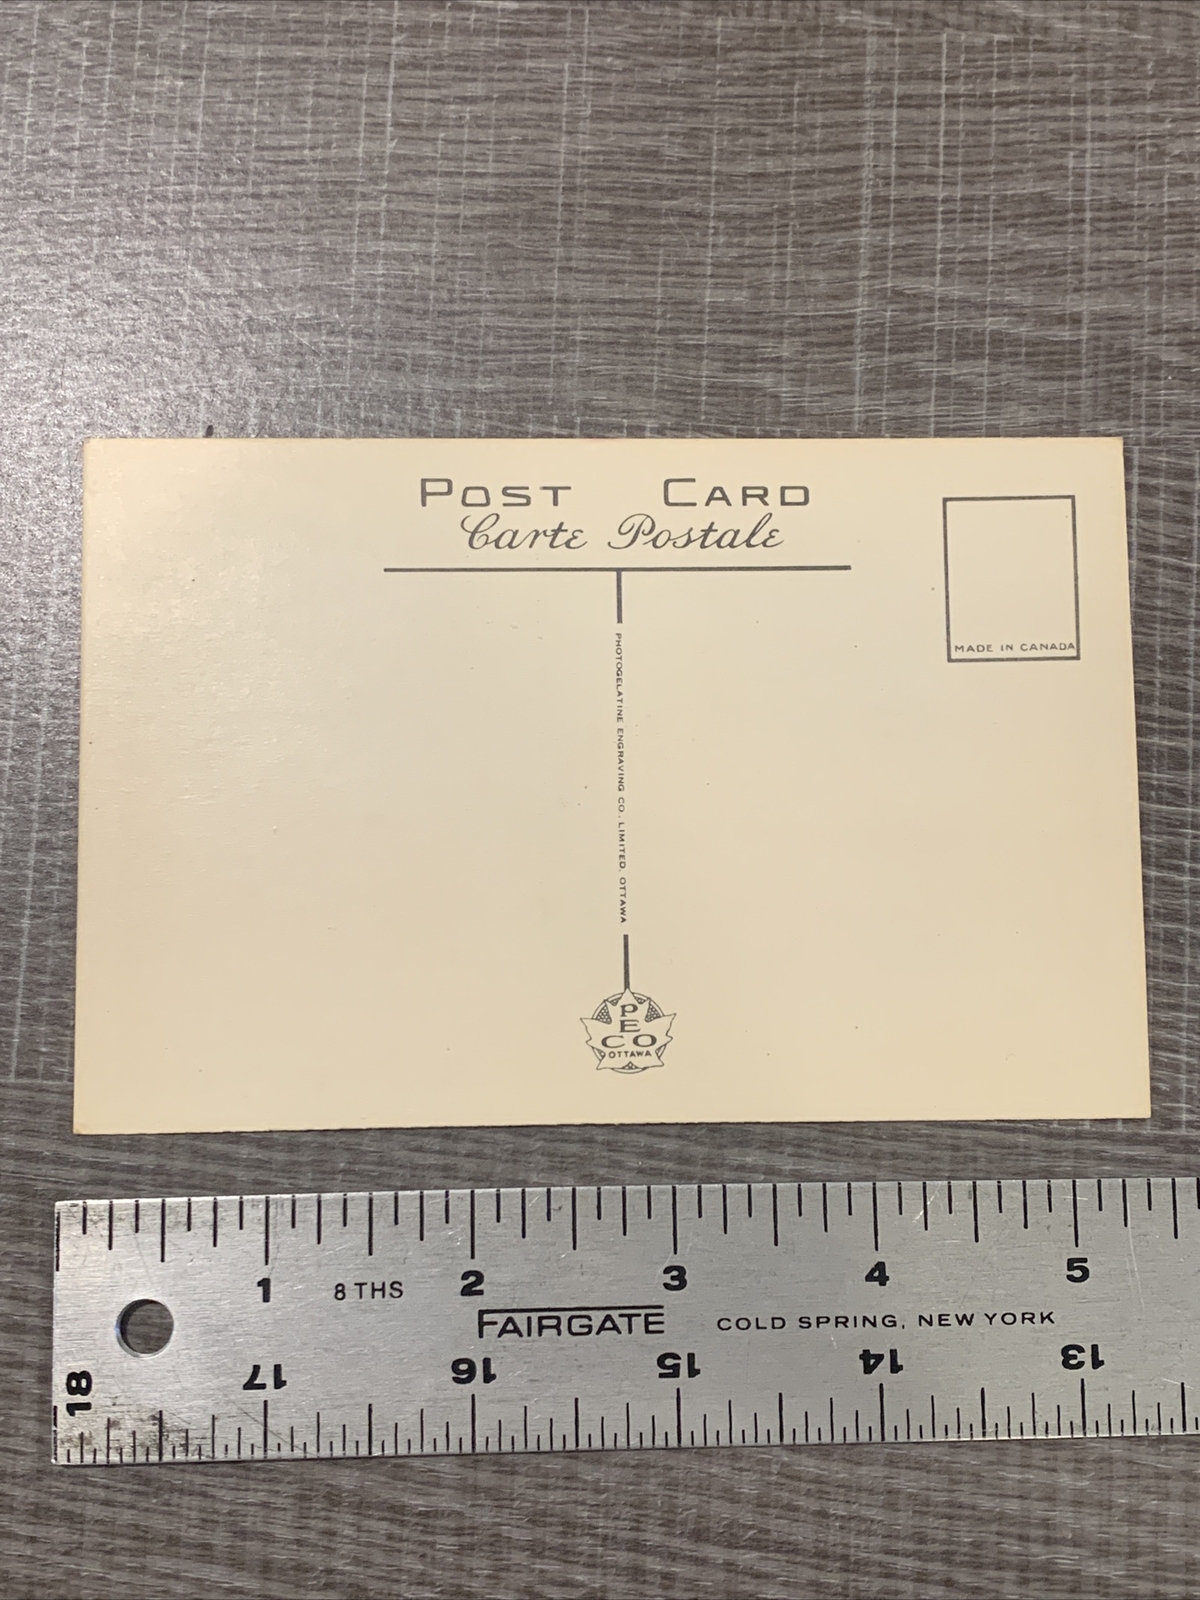 POST CARD
Carte Postale
MADE IN CANADA
PHOTOGELATINE ENGRAVING CO., LIMITED, OTTAWA
P
E
CO
OTTAWA
1 8 THS 2 3 4 5
FAIRGATE COLD SPRING, NEW YORK
18 17 16 15 14 13